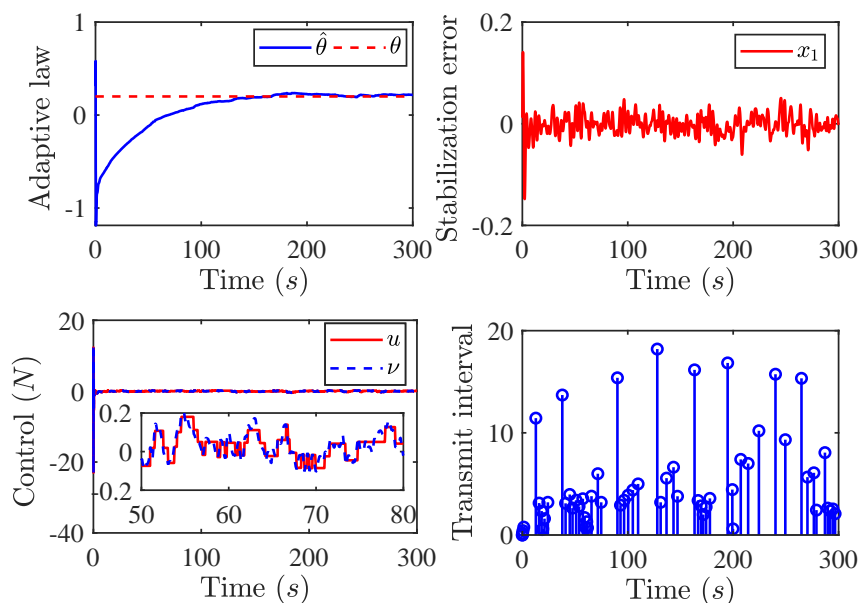 1
0
-1
Adaptive law
θ̂ θ
0 100 200 300
Time (s)
0.2
0
-0.2
Stabilization error
x₁
0 100 200 300
Time (s)
20
0
-20
-40
Control (N)
u
ν
0.2
0
0.2
50 60 70 80
0 100 200 300
Time (s)
20
10
0
Transmit interval
0 100 200 300
Time (s)